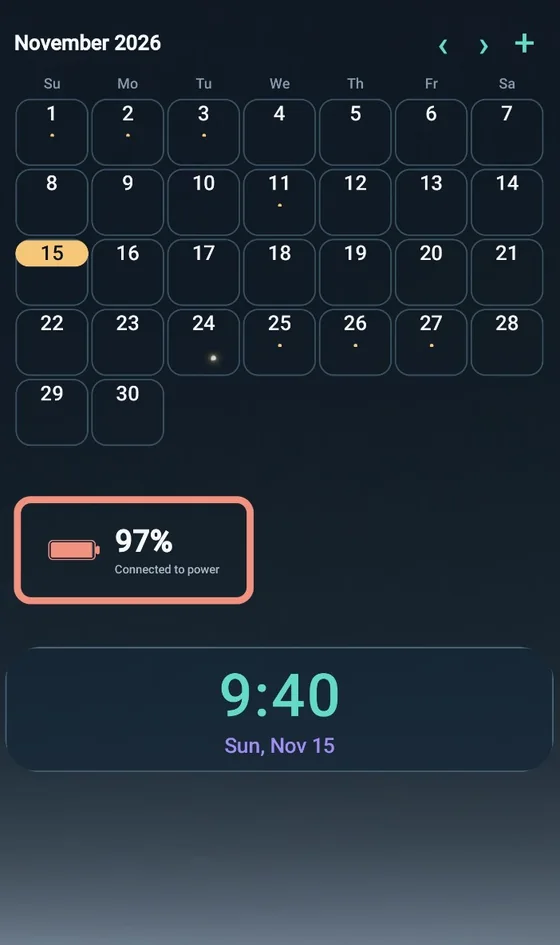 November 2026 ‹ › +
Su Mo Tu We Th Fr Sa
1 2 3 4 5 6 7
8 9 10 11 12 13 14
15 16 17 18 19 20 21
22 23 24 25 26 27 28
29 30
97%
Connected to power
9:40
Sun, Nov 15